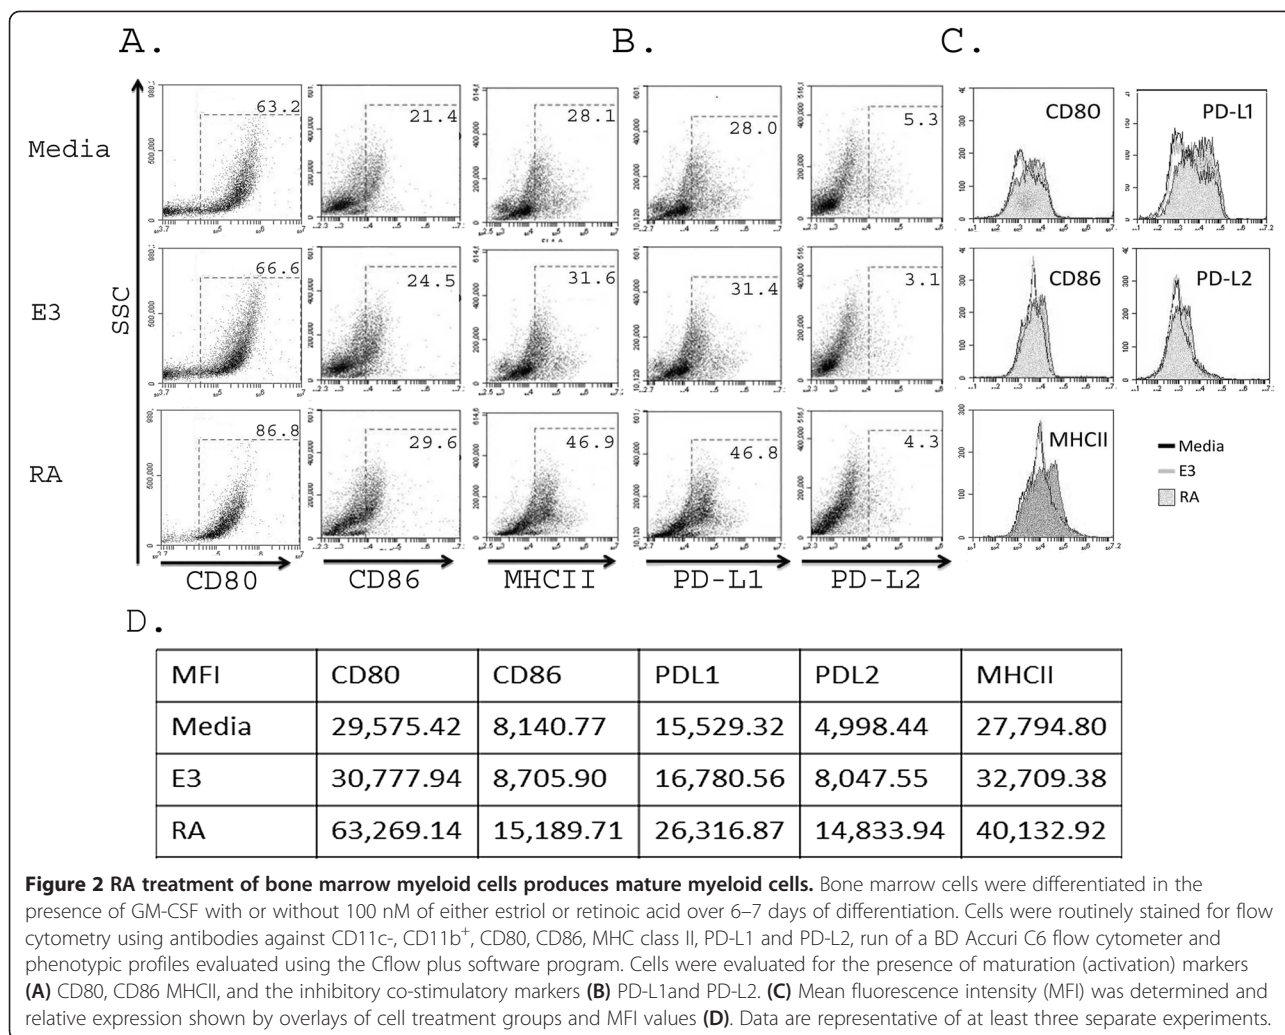 A.
B.
C.
Media
E3
RA
SSC
63.2
21.4
28.1
28.0
5.3
66.6
24.5
31.6
31.4
3.1
86.8
29.6
46.9
46.8
4.3
CD80
CD86
MHCII
PD-L1
PD-L2
CD80
PD-L1
CD86
PD-L2
MHCII
Media
E3
RA
D.
MFI CD80 CD86 PDL1 PDL2 MHCII
Media 29,575.42 8,140.77 15,529.32 4,998.44 27,794.80
E3 30,777.94 8,705.90 16,780.56 8,047.55 32,709.38
RA 63,269.14 15,189.71 26,316.87 14,833.94 40,132.92
Figure 2 RA treatment of bone marrow myeloid cells produces mature myeloid cells. Bone marrow cells were differentiated in the
presence of GM-CSF with or without 100 nM of either estriol or retinoic acid over 6–7 days of differentiation. Cells were routinely stained for flow
cytometry using antibodies against CD11c-, CD11b+, CD80, CD86, MHC class II, PD-L1 and PD-L2, run of a BD Accuri C6 flow cytometer and
phenotypic profiles evaluated using the Cflow plus software program. Cells were evaluated for the presence of maturation (activation) markers
(A) CD80, CD86 MHCII, and the inhibitory co-stimulatory markers (B) PD-L1and PD-L2. (C) Mean fluorescence intensity (MFI) was determined and
relative expression shown by overlays of cell treatment groups and MFI values (D). Data are representative of at least three separate experiments.